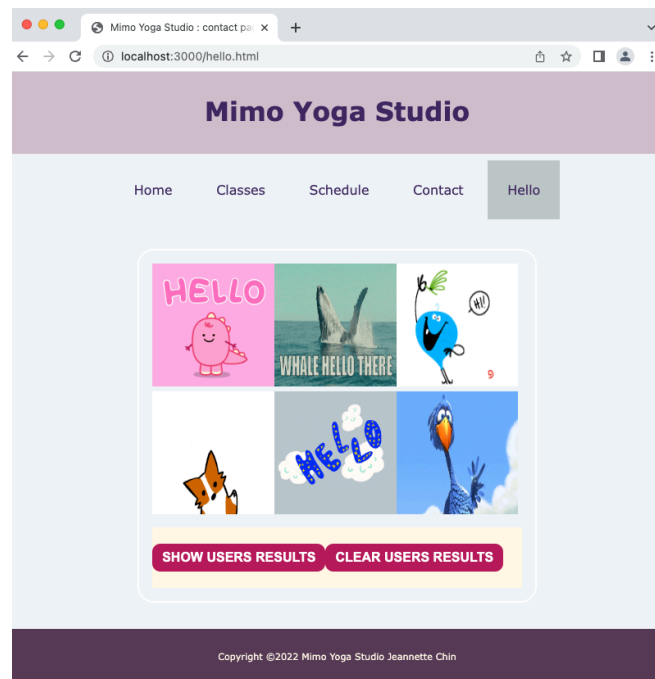 Mimo Yoga Studio : contact pa
localhost:3000/hello.html
Mimo Yoga Studio
Home Classes Schedule Contact Hello
HELLO
WHALE HELLO THERE
HI!
9
HELLO
SHOW USERS RESULTS CLEAR USERS RESULTS
Copyright ©2022 Mimo Yoga Studio Jeannette Chin